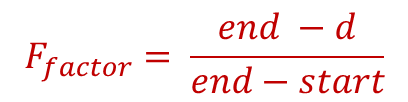 F_factor = (end − d) / (end − start)